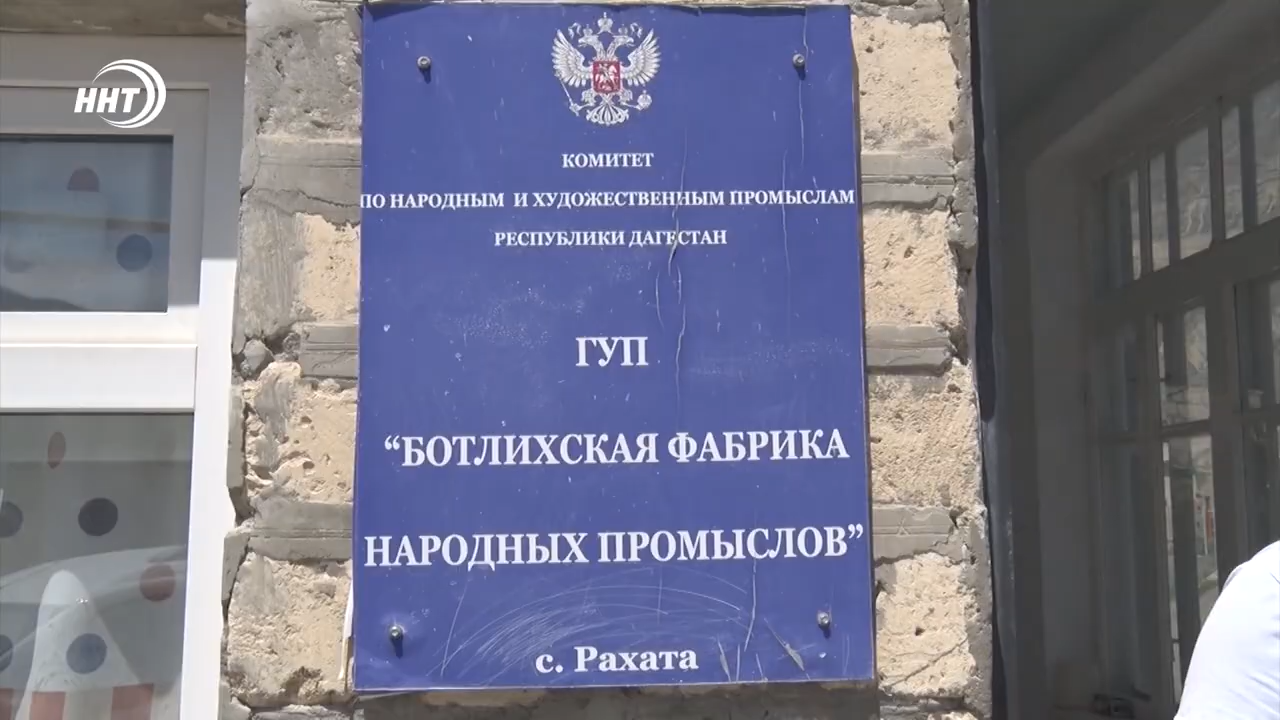 ННТ
КОМИТЕТ
ПО НАРОДНЫМ И ХУДОЖЕСТВЕННЫМ ПРОМЫСЛАМ
РЕСПУБЛИКИ ДАГЕСТАН
ГУП
“БОТЛИХСКАЯ ФАБРИКА
НАРОДНЫХ ПРОМЫСЛОВ”
с. Рахата